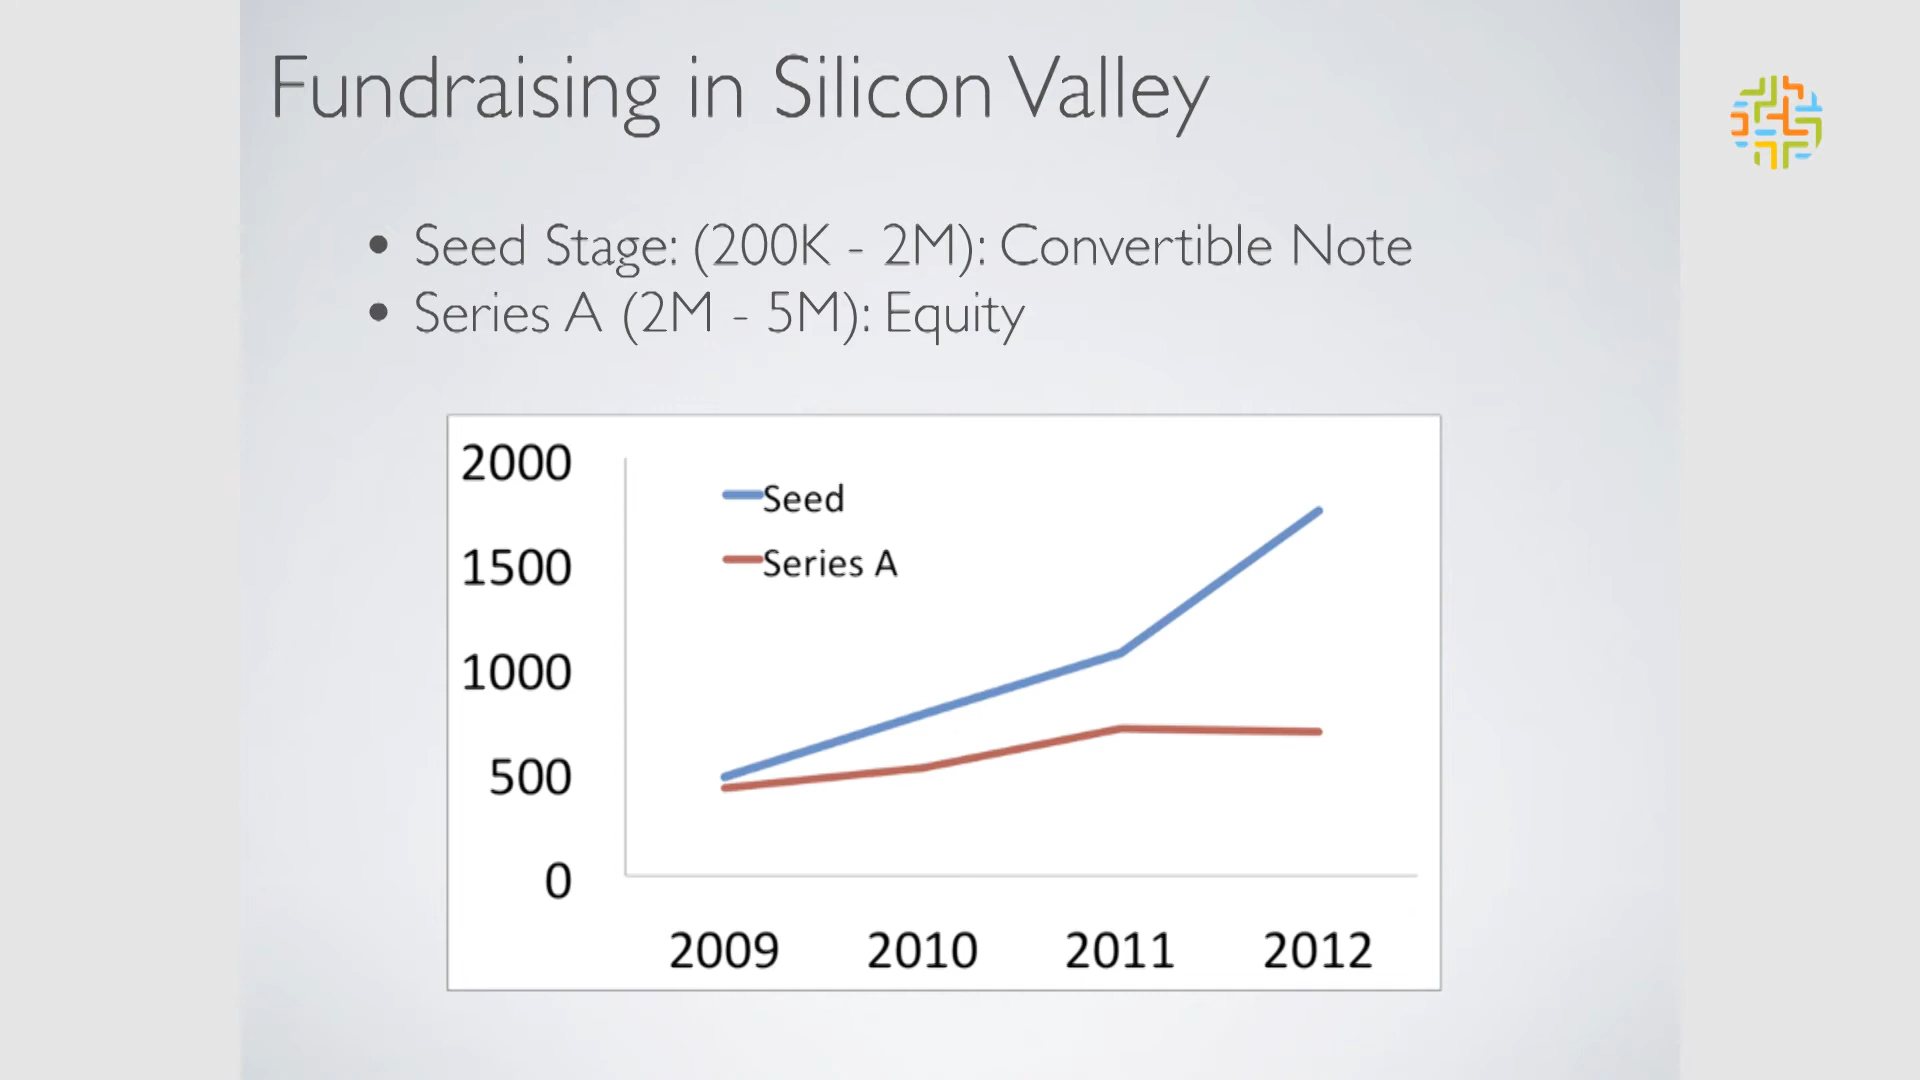 Fundraising in Silicon Valley
• Seed Stage: (200K - 2M): Convertible Note
• Series A (2M - 5M): Equity
2000
Seed
1500
Series A
1000
500
0
2009 2010 2011 2012